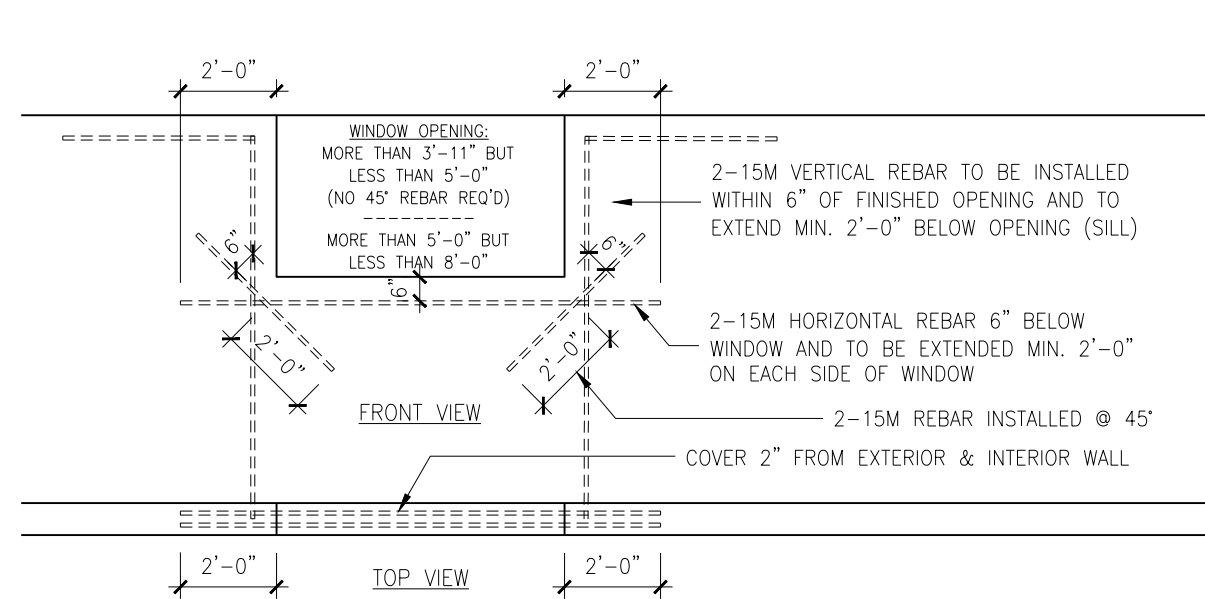 2'-0"
2'-0"
WINDOW OPENING:
MORE THAN 3'-11" BUT
LESS THAN 5'-0"
(NO 45° REBAR REQ'D)
MORE THAN 5'-0" BUT
LESS THAN 8'-0"
2-15M VERTICAL REBAR TO BE INSTALLED
WITHIN 6" OF FINISHED OPENING AND TO
EXTEND MIN. 2'-0" BELOW OPENING (SILL)
6"
6"
6"
2-15M HORIZONTAL REBAR 6" BELOW
WINDOW AND TO BE EXTENDED MIN. 2'-0"
ON EACH SIDE OF WINDOW
2'-0"
2'-0"
FRONT VIEW
2-15M REBAR INSTALLED @ 45°
COVER 2" FROM EXTERIOR & INTERIOR WALL
2'-0"
2'-0"
TOP VIEW